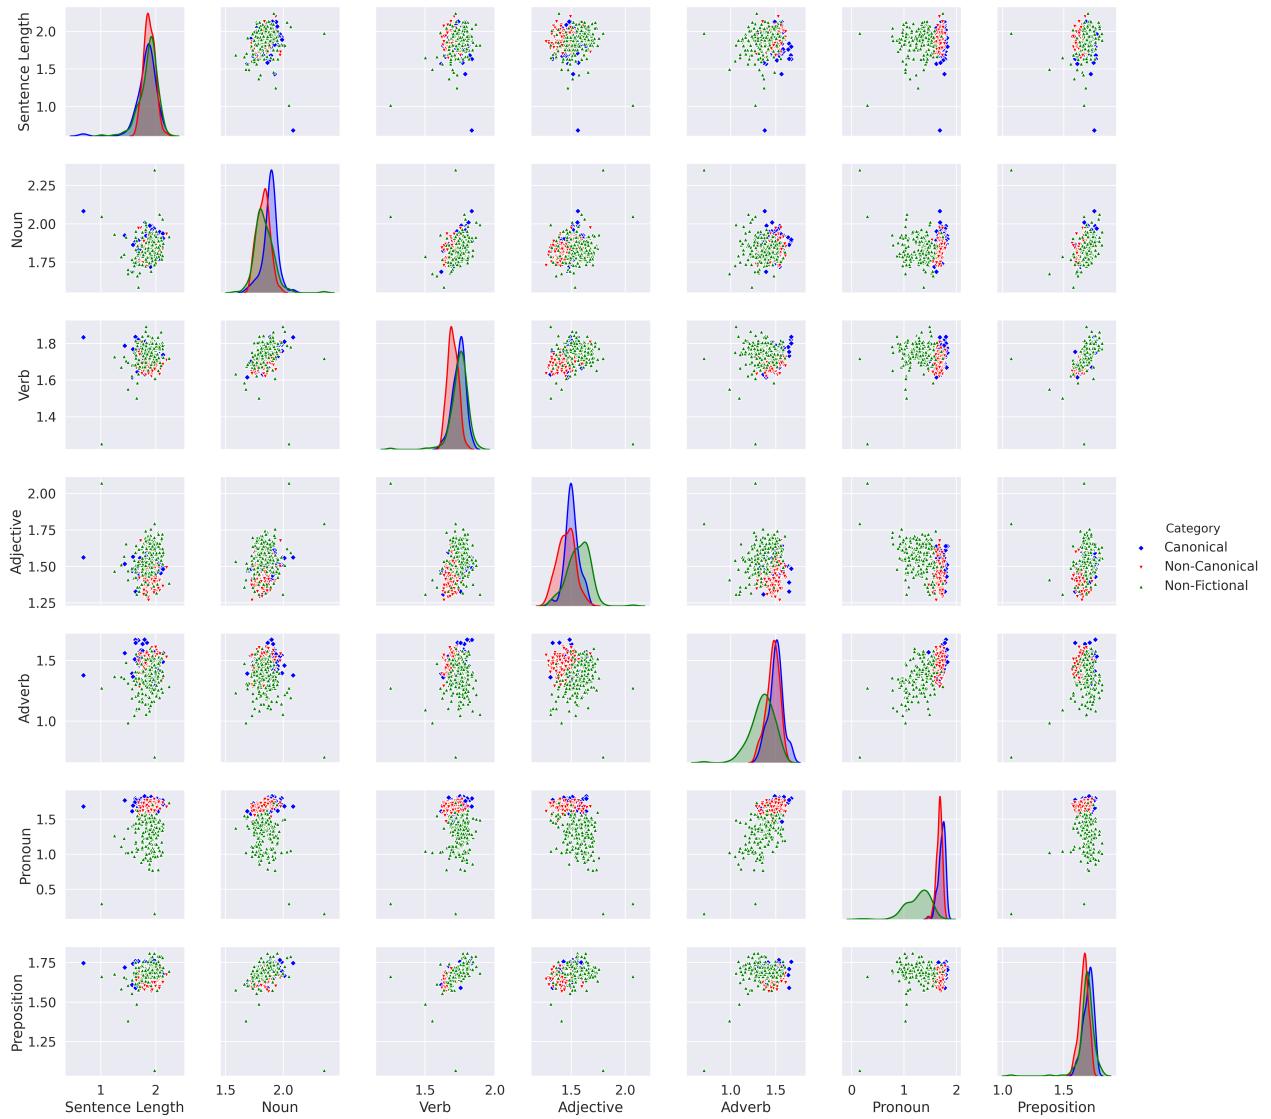 Sentence Length
2.0
1.5
1.0
Noun
2.25
2.00
1.75
Verb
1.8
1.6
1.4
Adjective
2.00
1.75
1.50
1.25
Category
Canonical
Non-Canonical
Non-Fictional
Adverb
1.5
1.0
Pronoun
1.5
1.0
0.5
Preposition
1.75
1.50
1.25
1 2 1.5 2.0 1.5 2.0 1.5 2.0 1.0 1.5 0 1 2 1.0 1.5
Sentence Length Noun Verb Adjective Adverb Pronoun Preposition